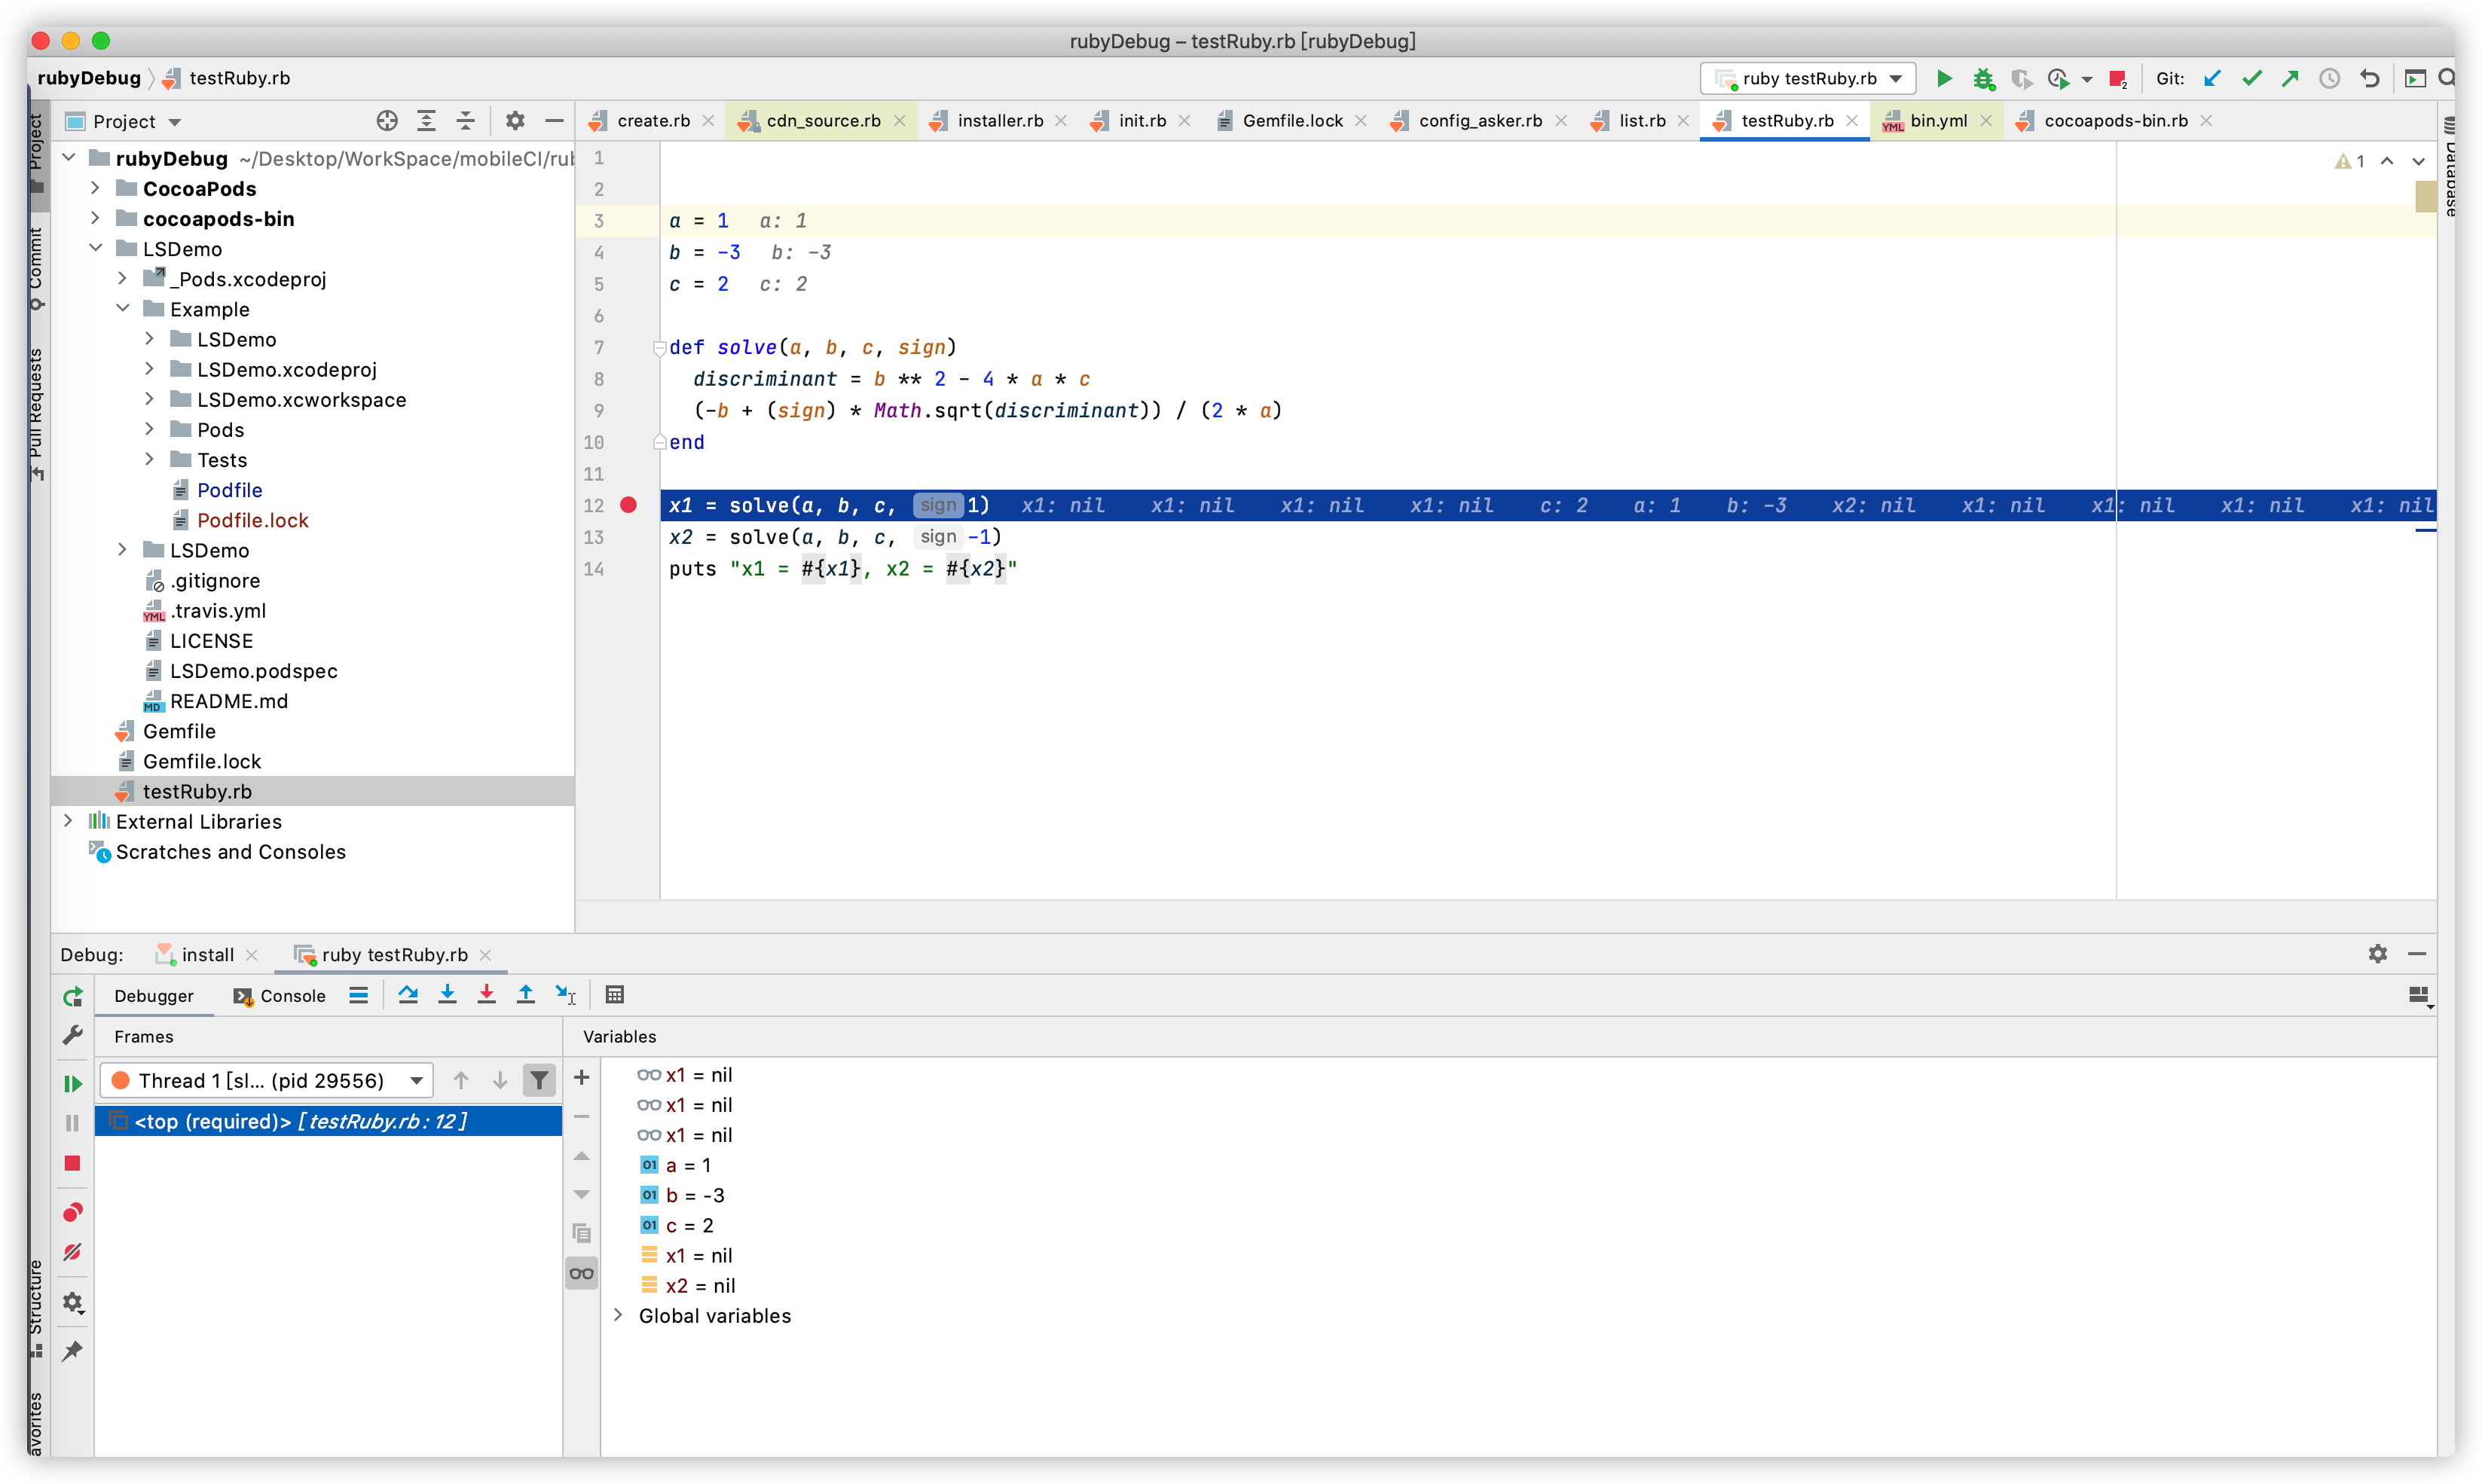 rubyDebug – testRuby.rb [rubyDebug]
rubyDebug
testRuby.rb
ruby testRuby.rb
2
Git:
Project
Project
create.rb
cdn_source.rb
installer.rb
init.rb
Gemfile.lock
config_asker.rb
list.rb
testRuby.rb
YML
bin.yml
cocoapods-bin.rb
Database
Commit
Pull Requests
Structure
rubyDebug ~/Desktop/WorkSpace/mobileCI/rul
CocoaPods
cocoapods-bin
LSDemo
_Pods.xcodeproj
Example
LSDemo
LSDemo.xcodeproj
LSDemo.xcworkspace
Pods
Tests
Podfile
Podfile.lock
LSDemo
.gitignore
YML .travis.yml
LICENSE
LSDemo.podspec
MD README.md
Gemfile
Gemfile.lock
testRuby.rb
External Libraries
Scratches and Consoles
1
1
2
3 a = 1 a: 1
4 b = -3 b: -3
5 c = 2 c: 2
6
7 def solve(a, b, c, sign)
8 discriminant = b ** 2 - 4 * a * c
9 (-b + (sign) * Math.sqrt(discriminant)) / (2 * a)
10 end
11
12 x1 = solve(a, b, c, sign 1) x1: nil x1: nil x1: nil x1: nil c: 2 a: 1 b: -3 x2: nil x1: nil x1: nil x1: nil x1: nil
13 x2 = solve(a, b, c, sign -1)
14 puts "x1 = #{x1}, x2 = #{x2}"
Debug:
install
ruby testRuby.rb
Debugger
Console
Frames
Variables
Thread 1 [sl... (pid 29556)
<top (required)> [testRuby.rb:12]
x1 = nil
x1 = nil
x1 = nil
01 a = 1
01 b = -3
01 c = 2
x1 = nil
x2 = nil
Global variables
avorites